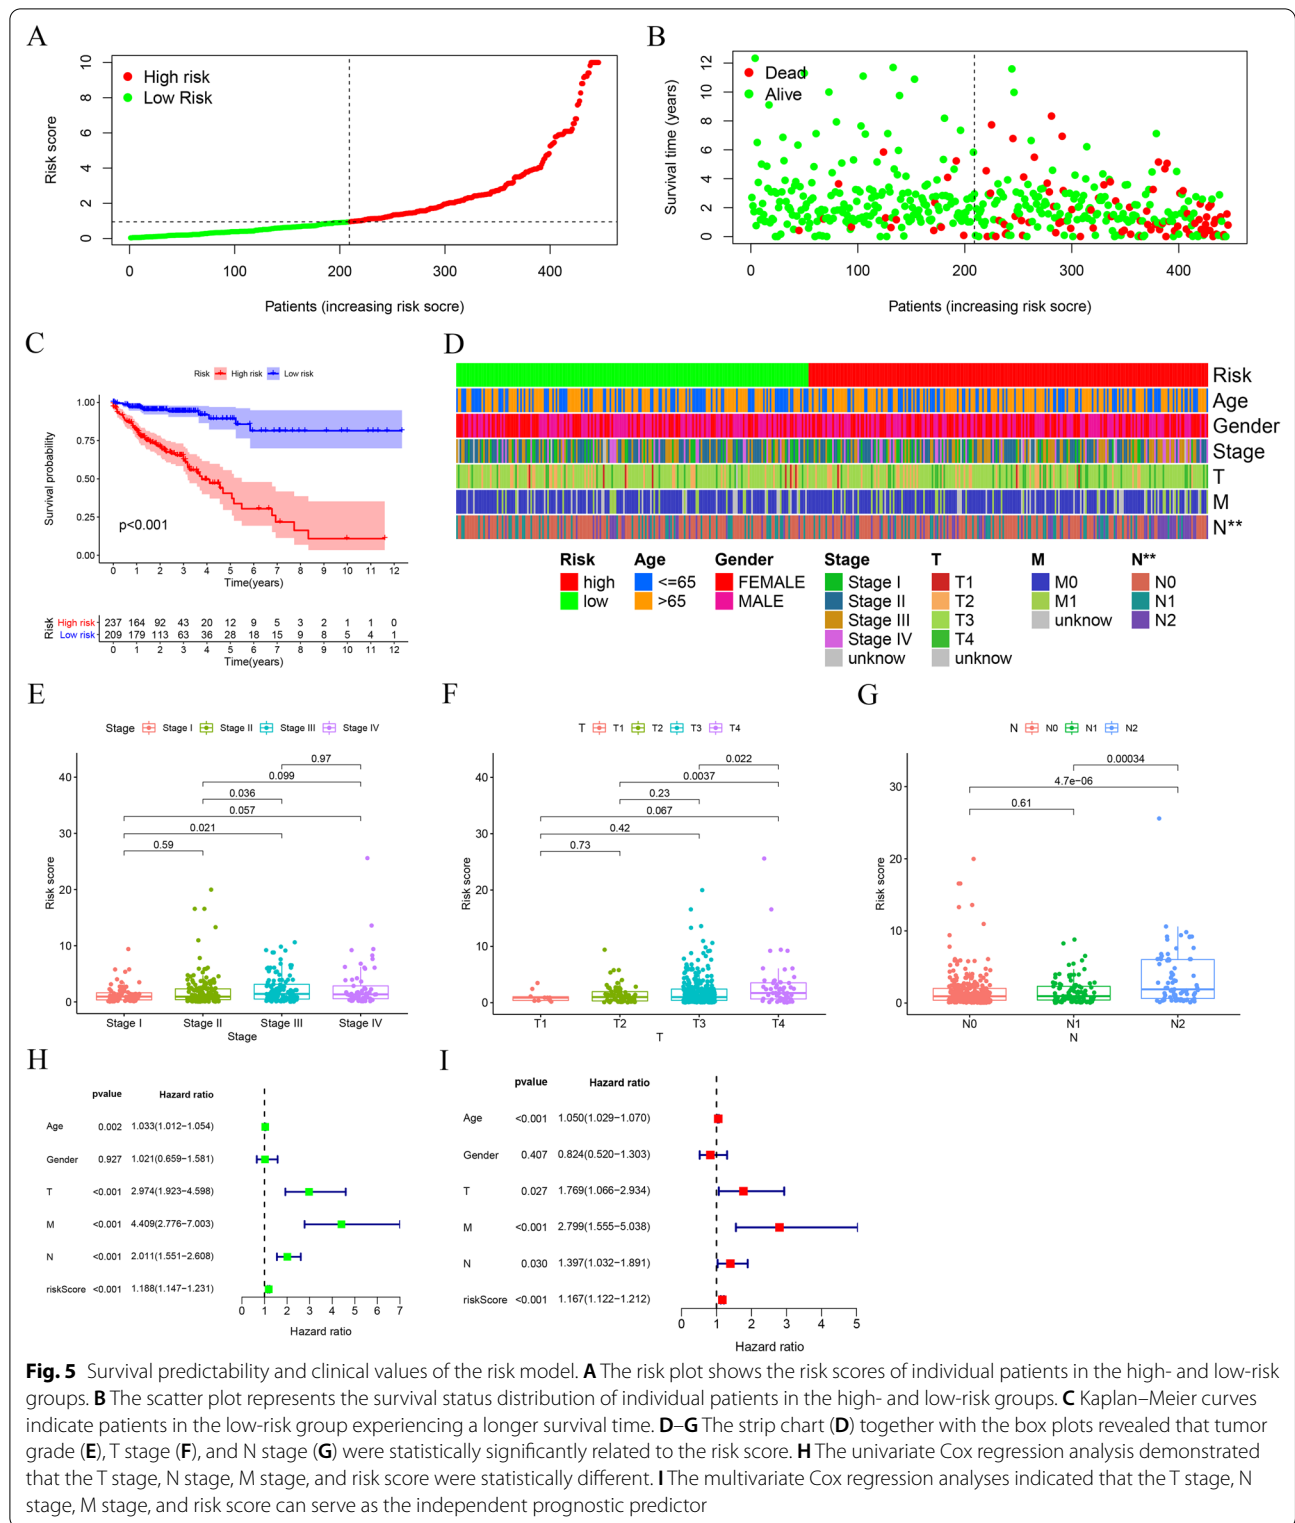 A
High risk
Low Risk
Risk score
0 2 4 6 8 10
0 100 200 300 400
Patients (increasing risk socre)
B
Dead
Alive
Survival time (years)
0 2 4 6 8 10 12
0 100 200 300 400
Patients (increasing risk socre)
C
Risk High risk Low risk
Survival probability
1.00
0.75
0.50
0.25
0.00
p<0.001
0 1 2 3 4 5 6 7 8 9 10 11 12
Time(years)
Risk
High risk 237 164 92 43 20 12 9 5 3 2 1 1 0
Low risk 209 179 113 63 36 28 18 15 9 8 5 4 1
0 1 2 3 4 5 6 7 8 9 10 11 12
Time(years)
D
Risk
Age
Gender
Stage
T
M
N**
Risk
high
low
Age
<=65
>65
Gender
FEMALE
MALE
Stage
Stage I
Stage II
Stage III
Stage IV
unknow
T
T1
T2
T3
T4
unknow
M
M0
M1
unknow
N**
N0
N1
N2
E
Stage Stage I Stage II Stage III Stage IV
Risk score
40
30
20
10
0
0.97
0.099
0.036
0.057
0.021
0.59
Stage I Stage II Stage III Stage IV
Stage
F
T T1 T2 T3 T4
Risk score
40
30
20
10
0
0.022
0.0037
0.23
0.067
0.42
0.73
T1 T2 T3 T4
T
G
N N0 N1 N2
Risk score
30
20
10
0
0.00034
4.7e−06
0.61
N0 N1 N2
N
H
pvalue Hazard ratio
Age 0.002 1.033(1.012−1.054)
Gender 0.927 1.021(0.659−1.581)
T <0.001 2.974(1.923−4.598)
M <0.001 4.409(2.776−7.003)
N <0.001 2.011(1.551−2.608)
riskScore <0.001 1.188(1.147−1.231)
0 1 2 3 4 5 6 7
Hazard ratio
I
pvalue Hazard ratio
Age <0.001 1.050(1.029−1.070)
Gender 0.407 0.824(0.520−1.303)
T 0.027 1.769(1.066−2.934)
M <0.001 2.799(1.555−5.038)
N 0.030 1.397(1.032−1.891)
riskScore <0.001 1.167(1.122−1.212)
0 1 2 3 4 5
Hazard ratio
Fig. 5 Survival predictability and clinical values of the risk model. A The risk plot shows the risk scores of individual patients in the high- and low-risk
groups. B The scatter plot represents the survival status distribution of individual patients in the high- and low-risk groups. C Kaplan–Meier curves
indicate patients in the low-risk group experiencing a longer survival time. D–G The strip chart (D) together with the box plots revealed that tumor
grade (E), T stage (F), and N stage (G) were statistically significantly related to the risk score. H The univariate Cox regression analysis demonstrated
that the T stage, N stage, M stage, and risk score were statistically different. I The multivariate Cox regression analyses indicated that the T stage, N
stage, M stage, and risk score can serve as the independent prognostic predictor